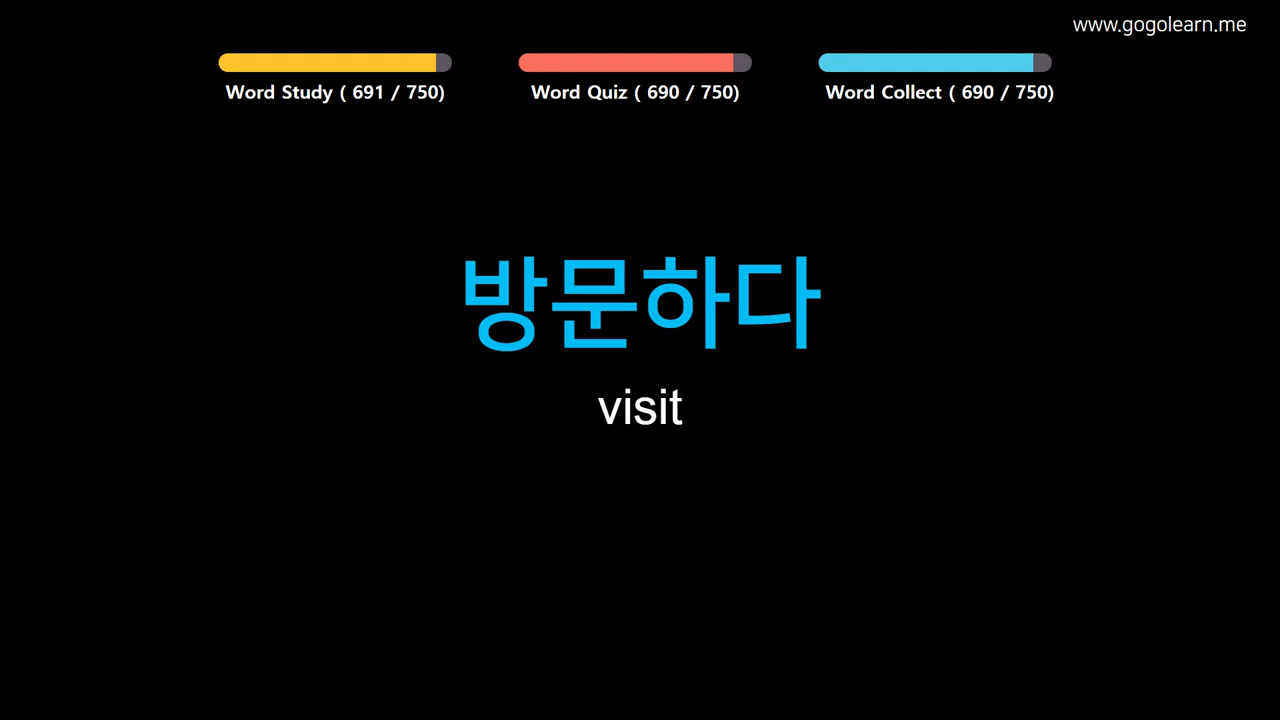 www.gogolearn.me
Word Study ( 691 / 750)
Word Quiz ( 690 / 750)
Word Collect ( 690 / 750)
방문하다
visit